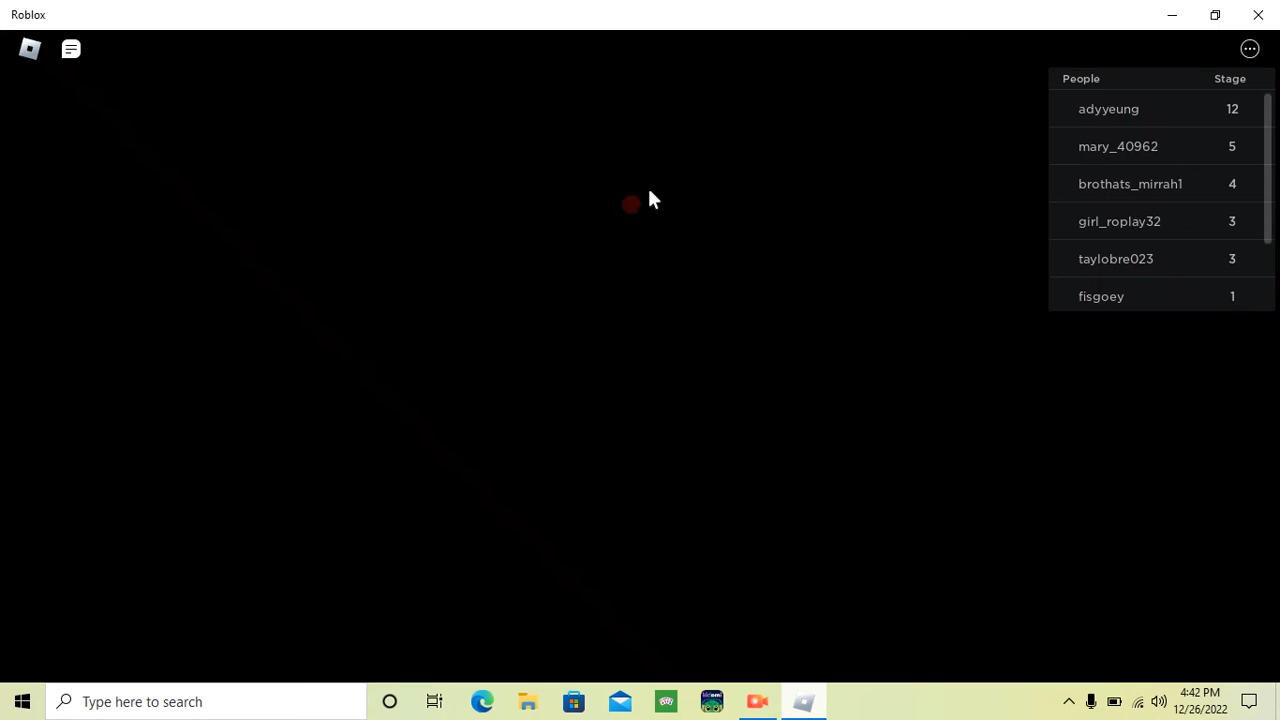 Roblox
People Stage
adyyeung 12
mary_40962 5
brothats_mirrah1 4
girl_roplay32 3
taylobre023 3
fisgoey 1
Type here to search
4:42 PM
12/26/2022